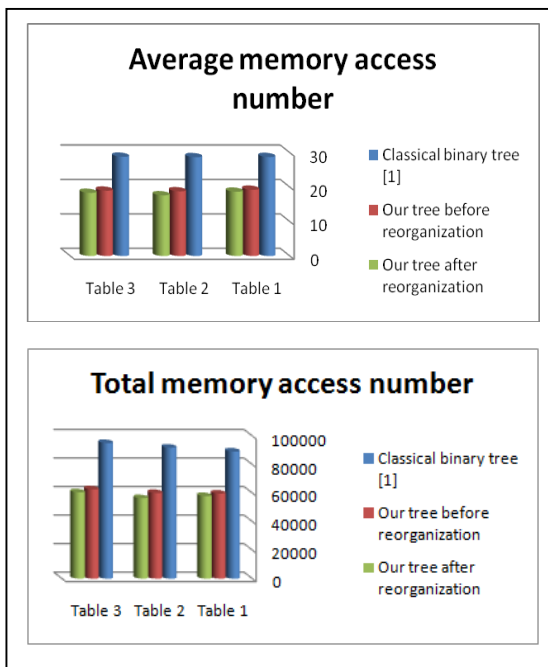 Average memory access
number
30
20
10
0
Table 3 Table 2 Table 1
Classical binary tree
[1]
Our tree before
reorganization
Our tree after
reorganization
Total memory access number
100000
80000
60000
40000
20000
0
Table 3 Table 2 Table 1
Classical binary tree
[1]
Our tree before
reorganization
Our tree after
reorganization